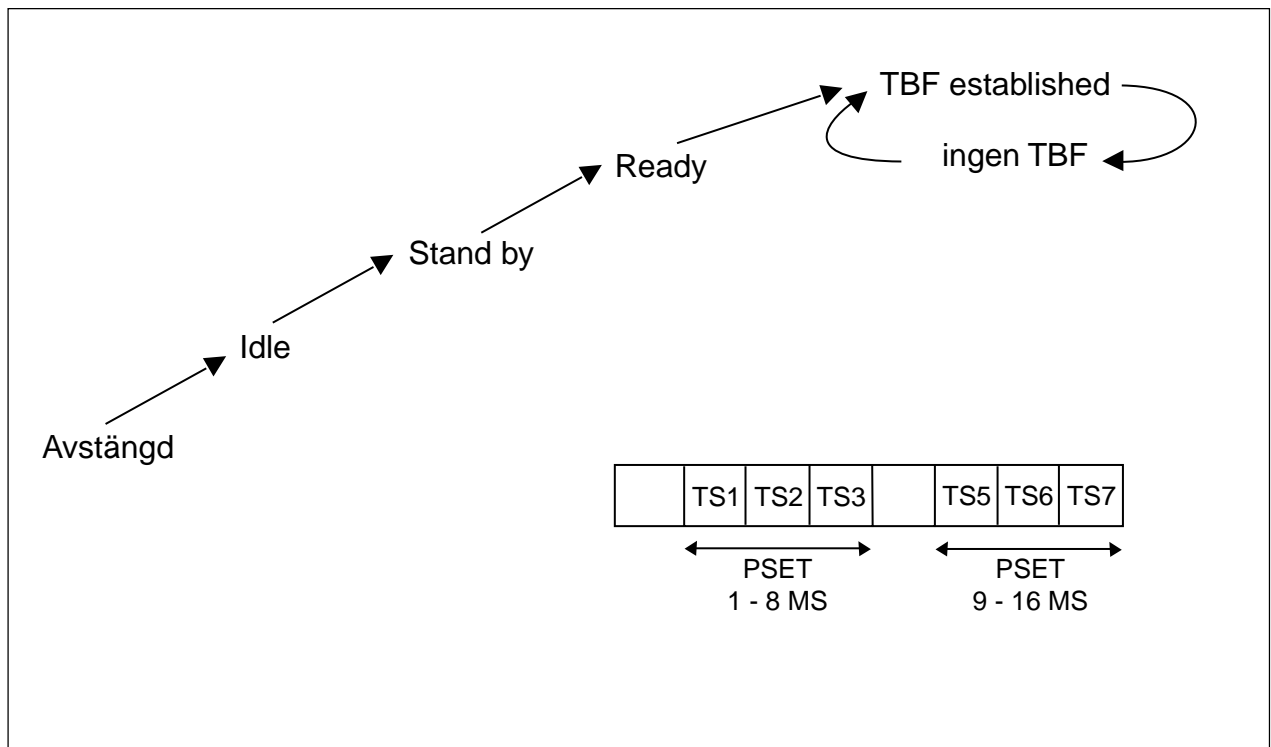 TBF established
ingen TBF
Ready
Stand by
Idle
Avstängd
TS1 TS2 TS3 TS5 TS6 TS7
PSET PSET
1 - 8 MS 9 - 16 MS